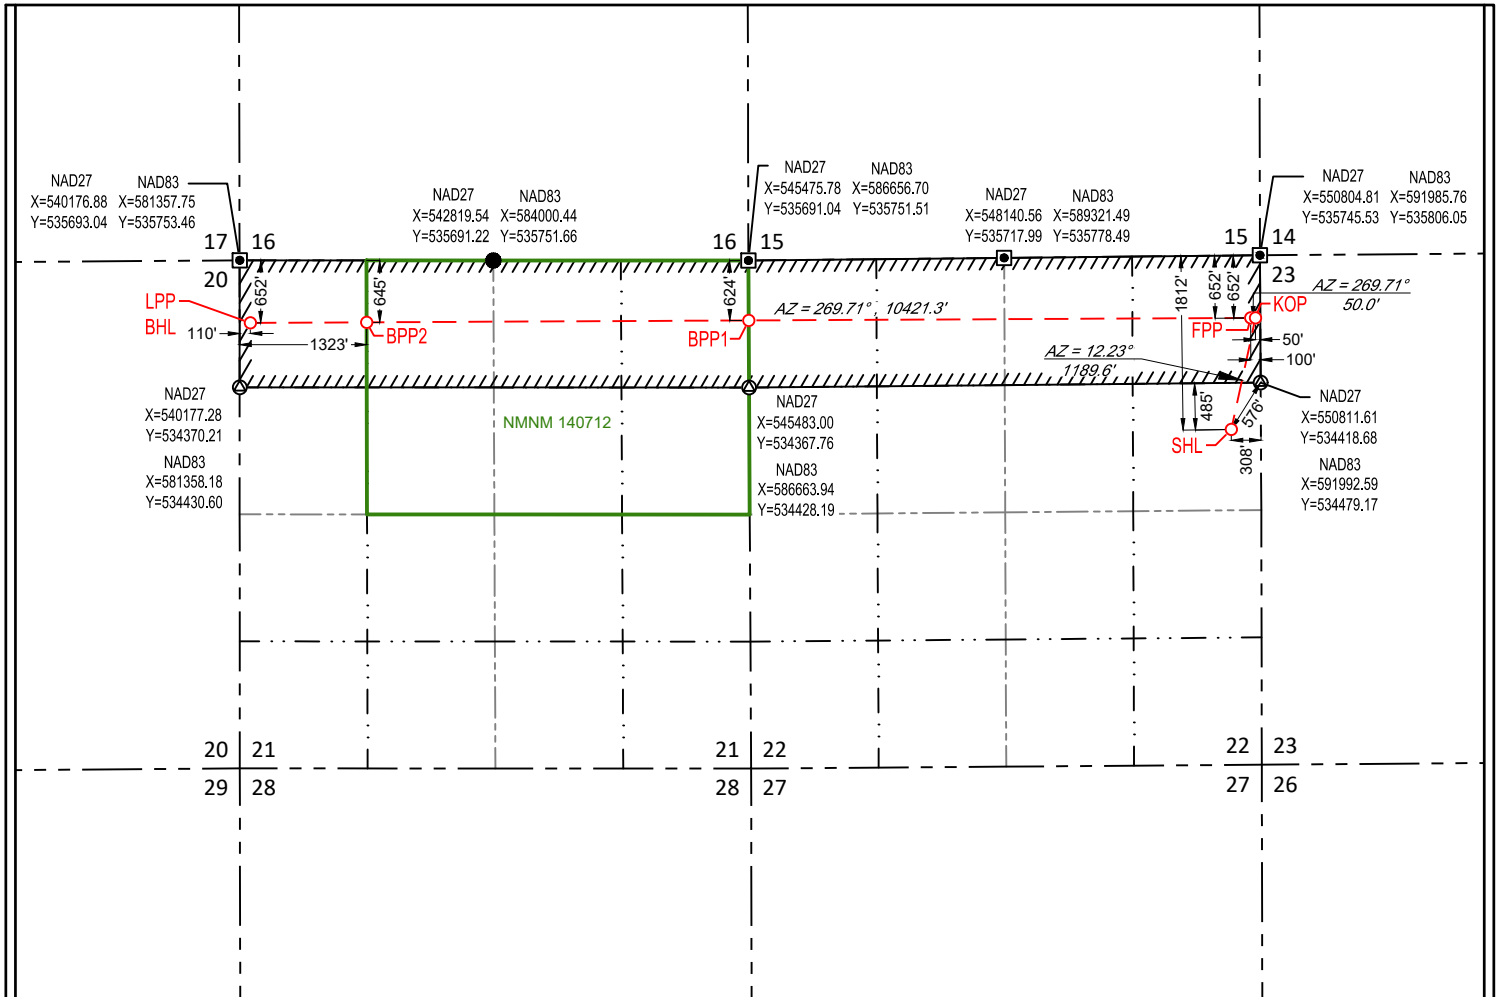 NAD27 NAD83
X=540176.88 X=581357.75
Y=535693.04 Y=535753.46
NAD27 NAD83
X=542819.54 X=584000.44
Y=535691.22 Y=535751.66
NAD27 NAD83
X=545475.78 X=586656.70
Y=535691.04 Y=535751.51
NAD27 NAD83
X=548140.56 X=589321.49
Y=535717.99 Y=535778.49
NAD27 NAD83
X=550804.81 X=591985.76
Y=535745.53 Y=535806.05
17 16
20
16 15
15 14
23
652'
645'
624'
1812'
652'
652'
AZ = 269.71°
50.0'
LPP
BHL
110'
1323'
BPP2
BPP1
AZ = 269.71°, 10421.3'
FPP
KOP
50'
100'
AZ = 12.23°
1189.6'
485'
576'
SHL
308'
NAD27
X=540177.28
Y=534370.21
NAD83
X=581358.18
Y=534430.60
NMNM 140712
NAD27
X=545483.00
Y=534367.76
NAD83
X=586663.94
Y=534428.19
NAD27
X=550811.61
Y=534418.68
NAD83
X=591992.59
Y=534479.17
20 21
29 28
21 22
28 27
22 23
27 26